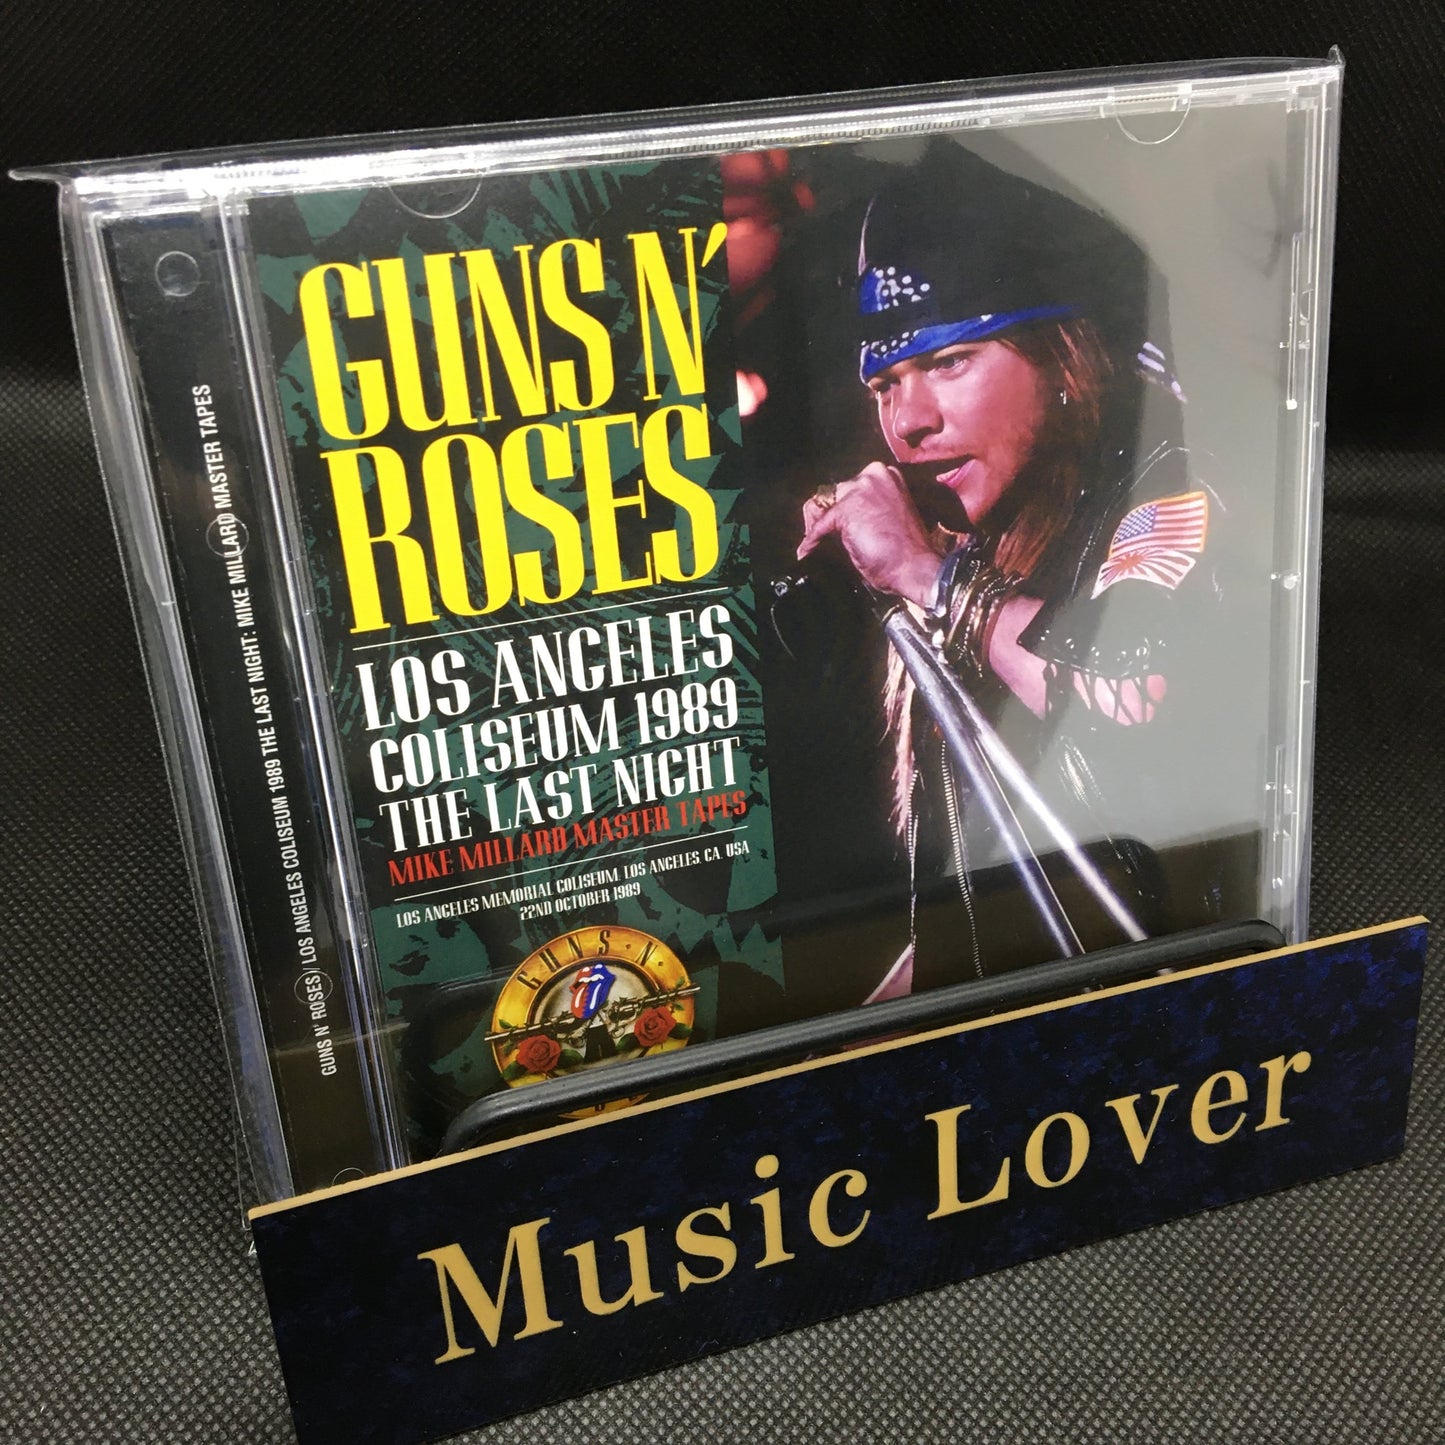 GUNS N' ROSES / LOS ANGELES COLISEUM 1989 THE LAST NIGHT: MIKE MILLARD MASTER TAPES
GUNS N'
ROSES
LOS ANGELES
COLISEUM 1989
THE LAST NIGHT
MIKE MILLARD MASTER TAPES
LOS ANGELES MEMORIAL COLISEUM, LOS ANGELES, CA. USA
22ND OCTOBER 1989
GUNS · N ·
Music Lover